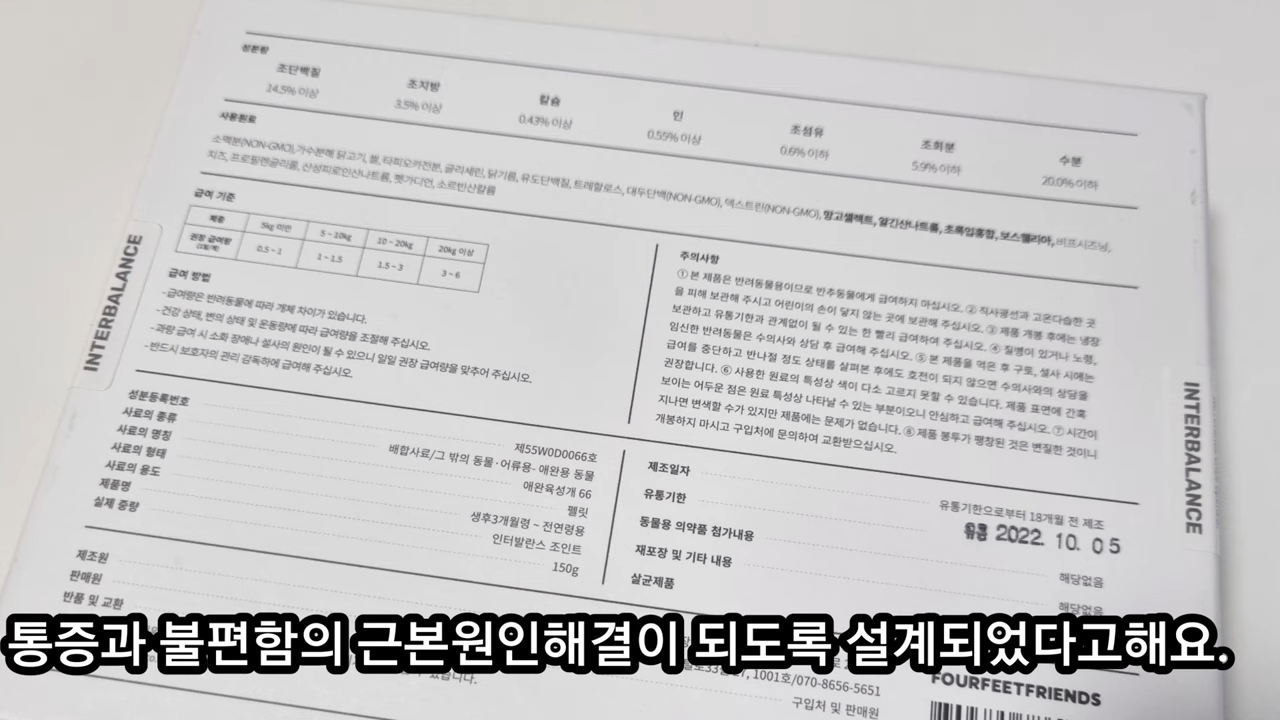 성분량
조단백질 조지방 칼슘 인 조섬유 조회분 수분
14.5% 이상 3.5% 이상 0.43% 이상 0.55% 이상 0.6% 이하 5.9% 이하 20.0% 이하
사용원료
소맥분(NON-GMO), 가수분해 닭고기, 쌀, 타피오카전분, 글리세린, 닭기름, 유도단백질, 트레할로스, 대두단백(NON-GMO), 덱스트린(NON-GMO), 망고셀렉트, 알긴산나트륨, 초록입홍합, 보스웰리아, 비프시즈닝,
치즈, 프로필렌글리콜, 산성피로인산나트륨, 펫가디언, 소르빈산칼륨
급여 기준
체중 5kg 미만 5 ~ 10kg 10 ~ 20kg 20kg 이상
권장 급여량
(1일/개) 0.5 ~ 1 1 ~ 1.5 1.5 ~ 3 3 ~ 6
급여 방법
- 급여량은 반려동물에 따라 개체 차이가 있습니다.
- 건강 상태, 변의 상태 및 운동량에 따라 급여량을 조절해 주십시오.
- 과량 급여 시 소화 장애나 설사의 원인이 될 수 있으니 일일 권장 급여량을 맞추어 주십시오.
- 반드시 보호자의 관리 감독하에 급여해 주십시오.
주의사항
① 본 제품은 반려동물용이므로 반추동물에게 급여하지 마십시오. ② 직사광선과 고온다습한 곳
을 피해 보관해 주시고 어린이의 손이 닿지 않는 곳에 보관해 주십시오. ③ 제품 개봉 후에는 냉장
보관하고 유통기한과 관계없이 될 수 있는 한 빨리 급여하여 주십시오. ④ 질병이 있거나 노령,
임신한 반려동물은 수의사와 상담 후 급여해 주십시오. ⑤ 본 제품을 먹은 후 구토, 설사 시에는
급여를 중단하고 반나절 정도 상태를 살펴본 후에도 호전이 되지 않으면 수의사와의 상담을
권장합니다. ⑥ 사용한 원료의 특성상 색이 다소 고르지 못할 수 있습니다. 제품 표면에 간혹
보이는 어두운 점은 원료 특성상 나타날 수 있는 부분이오니 안심하고 급여해 주십시오. ⑦ 시간이
지나면 변색할 수가 있지만 제품에는 문제가 없습니다. ⑧ 제품 봉투가 팽창된 것은 변질한 것이니
개봉하지 마시고 구입처에 문의하여 교환받으십시오.
INTERBALANCE
INTERBALANCE
성분등록번호 제55W0D0066호
사료의 종류 배합사료/그 밖의 동물·어류용- 애완용 동물
사료의 명칭 애완육성개 66
사료의 형태 펠릿
사료의 용도 생후3개월령 ~ 전연령용
제품명 인터발란스 조인트
실제 중량 150g
제조일자 유통기한으로부터 18개월 전 제조
유통기한 2022. 10. 05
동물용 의약품 첨가내용 해당없음
재포장 및 기타 내용 해당없음
살균제품
제조원
판매원
반품 및 교환
1001호/070-8656-5651
구입처 및 판매원
FOURFEETFRIENDS
통증과 불편함의 근본원인해결이 되도록 설계되었다고해요.